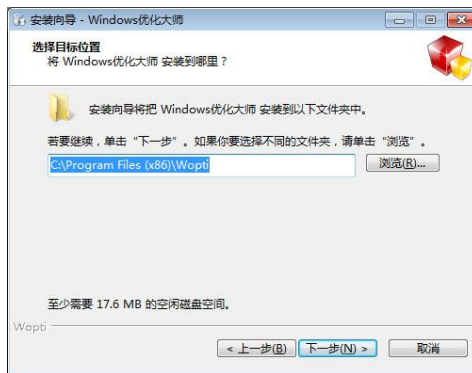 安装向导 - Windows优化大师
选择目标位置
将 Windows优化大师 安装到哪里？
安装向导将把 Windows优化大师 安装到以下文件夹中。
若要继续，单击“下一步”。如果你要选择不同的文件夹，请单击“浏览”。
C:\Program Files (x86)\Wopti
浏览(R)...
至少需要 17.6 MB 的空闲磁盘空间。
Wopti
< 上一步(B)
下一步(N) >
取消